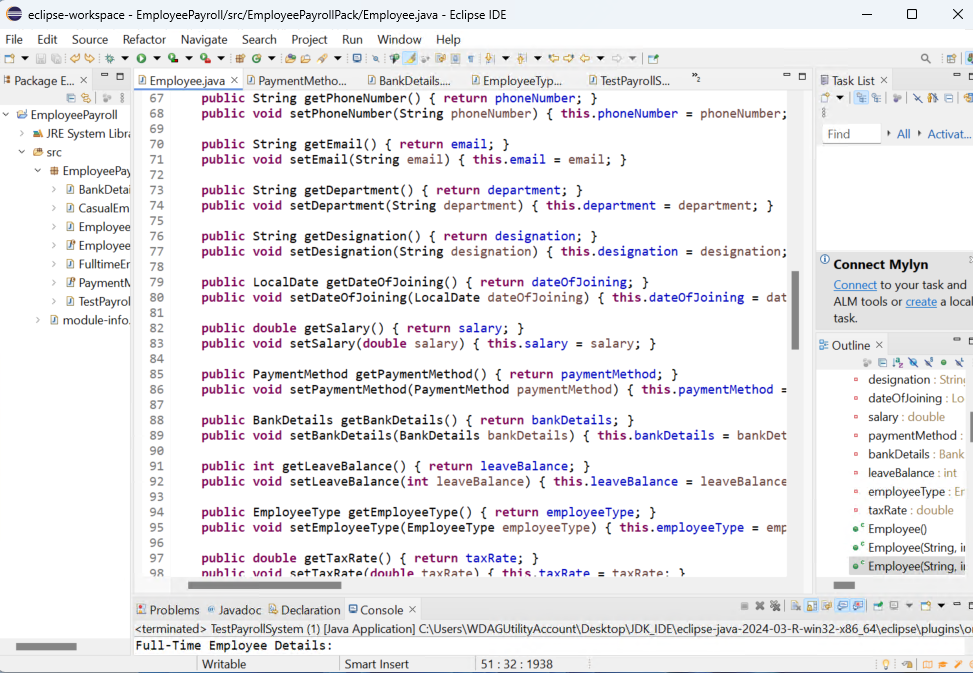 eclipse-workspace - EmployeePayroll/src/EmployeePayrollPack/Employee.java - Eclipse IDE
File Edit Source Refactor Navigate Search Project Run Window Help
Package E...
EmployeePayroll
JRE System Libra
src
EmployeePay
BankDetai
CasualEm
Employee
Employee
FulltimeEr
PaymentM
TestPayrol
module-info.
Employee.java PaymentMetho... BankDetails.... EmployeeTyp... TestPayrollS... »2
67 public String getPhoneNumber() { return phoneNumber; }
68 public void setPhoneNumber(String phoneNumber) { this.phoneNumber = phoneNumber;
69
70 public String getEmail() { return email; }
71 public void setEmail(String email) { this.email = email; }
72
73 public String getDepartment() { return department; }
74 public void setDepartment(String department) { this.department = department; }
75
76 public String getDesignation() { return designation; }
77 public void setDesignation(String designation) { this.designation = designation;
78
79 public LocalDate getDateOfJoining() { return dateOfJoining; }
80 public void setDateOfJoining(LocalDate dateOfJoining) { this.dateOfJoining = dat
81
82 public double getSalary() { return salary; }
83 public void setSalary(double salary) { this.salary = salary; }
84
85 public PaymentMethod getPaymentMethod() { return paymentMethod; }
86 public void setPaymentMethod(PaymentMethod paymentMethod) { this.paymentMethod =
87
88 public BankDetails getBankDetails() { return bankDetails; }
89 public void setBankDetails(BankDetails bankDetails) { this.bankDetails = bankDet
90
91 public int getLeaveBalance() { return leaveBalance; }
92 public void setLeaveBalance(int leaveBalance) { this.leaveBalance = leaveBalance
93
94 public EmployeeType getEmployeeType() { return employeeType; }
95 public void setEmployeeType(EmployeeType employeeType) { this.employeeType = emp
96
97 public double getTaxRate() { return taxRate; }
98 public void setTaxRate(double taxRate) { this.taxRate = taxRate; }
Task List
Find All Activat...
Connect Mylyn
Connect to your task and
ALM tools or create a local
task.
Outline
designation : String
dateOfJoining : Lo
salary : double
paymentMethod :
bankDetails : Bank
leaveBalance : int
employeeType : Er
taxRate : double
Employee()
Employee(String, in
Employee(String, in
Problems Javadoc Declaration Console
<terminated> TestPayrollSystem (1) [Java Application] C:\Users\WDAGUtilityAccount\Desktop\JDK_IDE\eclipse-java-2024-03-R-win32-x86_64\eclipse\plugins\or
Full-Time Employee Details:
Writable Smart Insert 51 : 32 : 1938